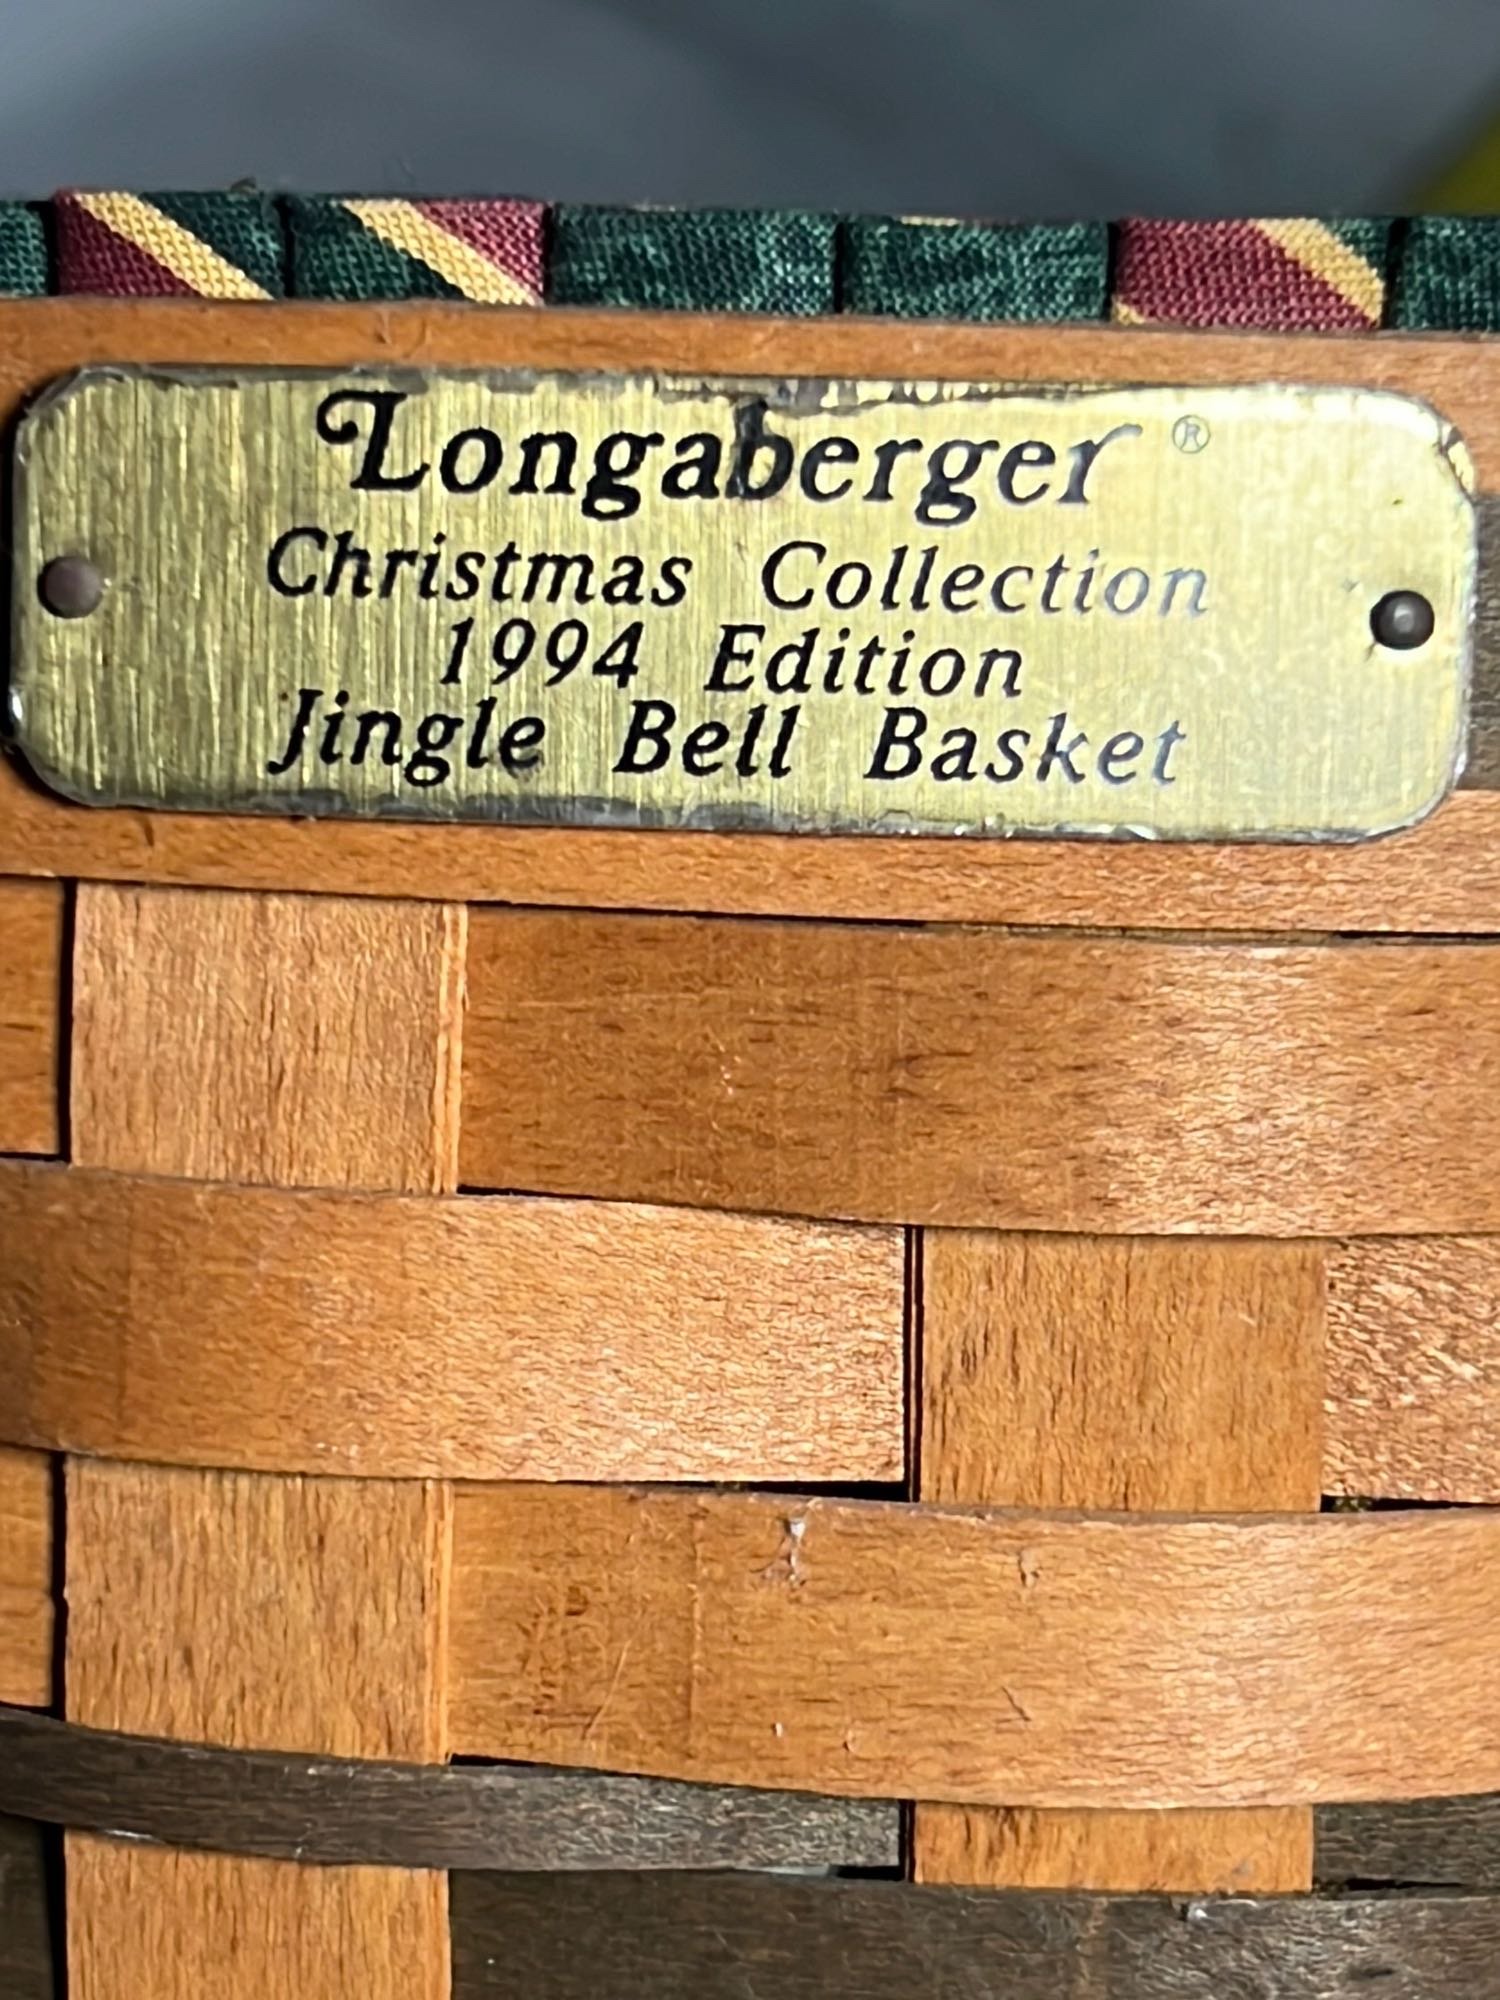 Longaberger ®
Christmas Collection
1994 Edition
Jingle Bell Basket